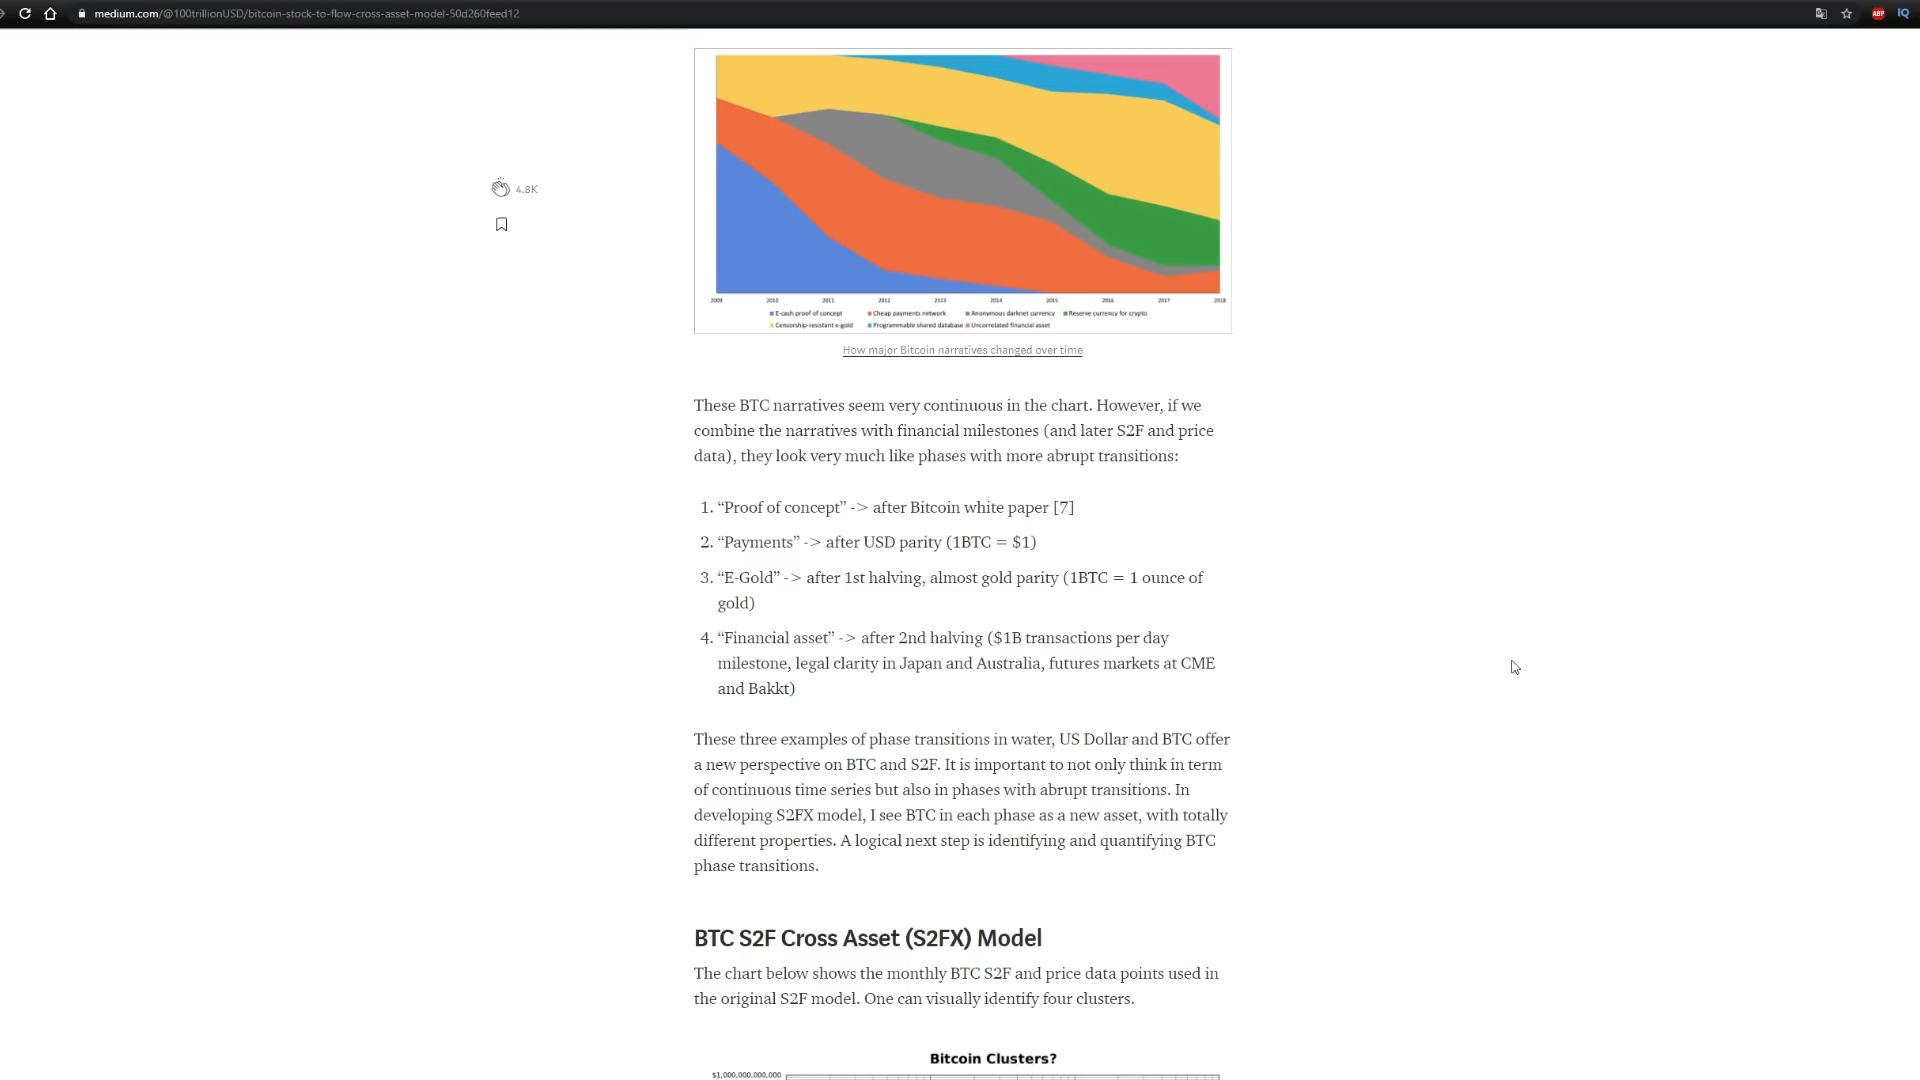 medium.com/@100trillionUSD/bitcoin-stock-to-flow-cross-asset-model-50d260feed12
ABP
IQ
4.8K
2009 2010 2011 2012 2013 2014 2015 2016 2017 2018
E-cash proof of concept Cheap payments network Anonymous darknet currency Reserve currency for crypto
Censorship-resistant e-gold Programmable shared database Uncorrelated financial asset
How major Bitcoin narratives changed over time
These BTC narratives seem very continuous in the chart. However, if we
combine the narratives with financial milestones (and later S2F and price
data), they look very much like phases with more abrupt transitions:
1. “Proof of concept” -> after Bitcoin white paper [7]
2. “Payments” -> after USD parity (1BTC = $1)
3. “E-Gold” -> after 1st halving, almost gold parity (1BTC = 1 ounce of
gold)
4. “Financial asset” -> after 2nd halving ($1B transactions per day
milestone, legal clarity in Japan and Australia, futures markets at CME
and Bakkt)
These three examples of phase transitions in water, US Dollar and BTC offer
a new perspective on BTC and S2F. It is important to not only think in term
of continuous time series but also in phases with abrupt transitions. In
developing S2FX model, I see BTC in each phase as a new asset, with totally
different properties. A logical next step is identifying and quantifying BTC
phase transitions.
BTC S2F Cross Asset (S2FX) Model
The chart below shows the monthly BTC S2F and price data points used in
the original S2F model. One can visually identify four clusters.
Bitcoin Clusters?
$1,000,000,000,000